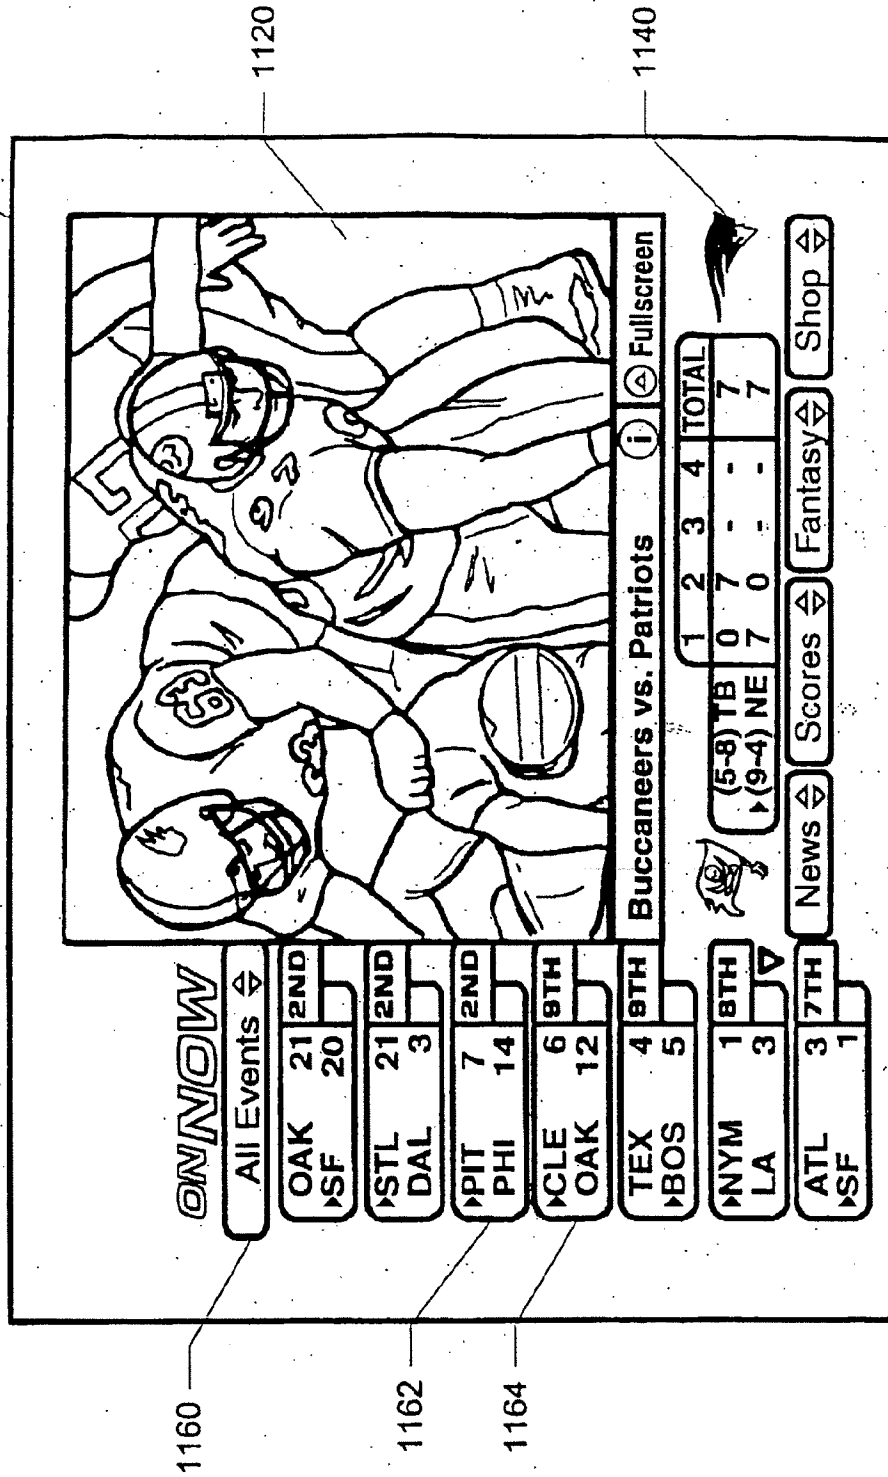 1120
1140
1160
1162
1164
ON NOW
All Events
OAK 21 2ND
▸SF 20
▸STL 21 2ND
DAL 3
▸PIT 7 2ND
PHI 14
▸CLE 6 9TH
OAK 12
TEX 4 9TH
▸BOS 5
▸NYM 1 8TH
LA 3
ATL 3 7TH
▸SF 1
Buccaneers vs. Patriots i Fullscreen
1 2 3 4 TOTAL
(5-8) TB 0 7 - - 7
▸(9-4) NE 7 0 - - 7
News Scores Fantasy Shop